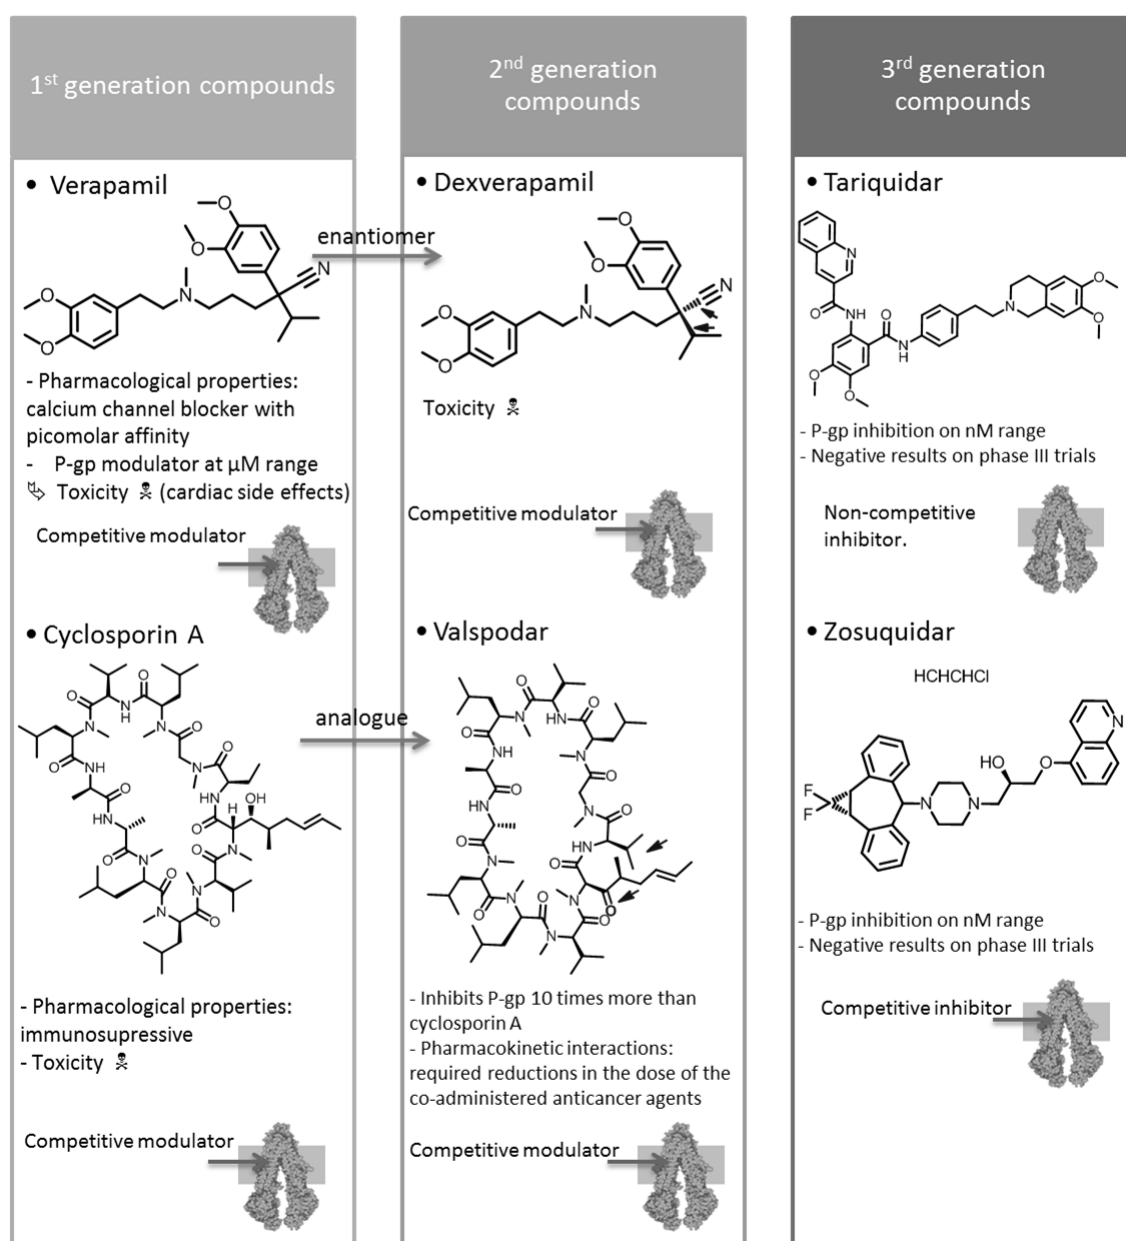 1st generation compounds
• Verapamil
- Pharmacological properties:
calcium channel blocker with
picomolar affinity
- P-gp modulator at μM range
Toxicity ☠ (cardiac side effects)
Competitive modulator
• Cyclosporin A
- Pharmacological properties:
immunosupressive
- Toxicity ☠
Competitive modulator
enantiomer
analogue
2nd generation
compounds
• Dexverapamil
Toxicity ☠
Competitive modulator
• Valspodar
- Inhibits P-gp 10 times more than
cyclosporin A
- Pharmacokinetic interactions:
required reductions in the dose of the
co-administered anticancer agents
Competitive modulator
3rd generation
compounds
• Tariquidar
- P-gp inhibition on nM range
- Negative results on phase III trials
Non-competitive
inhibitor.
• Zosuquidar
HCHCHCl
- P-gp inhibition on nM range
- Negative results on phase III trials
Competitive inhibitor